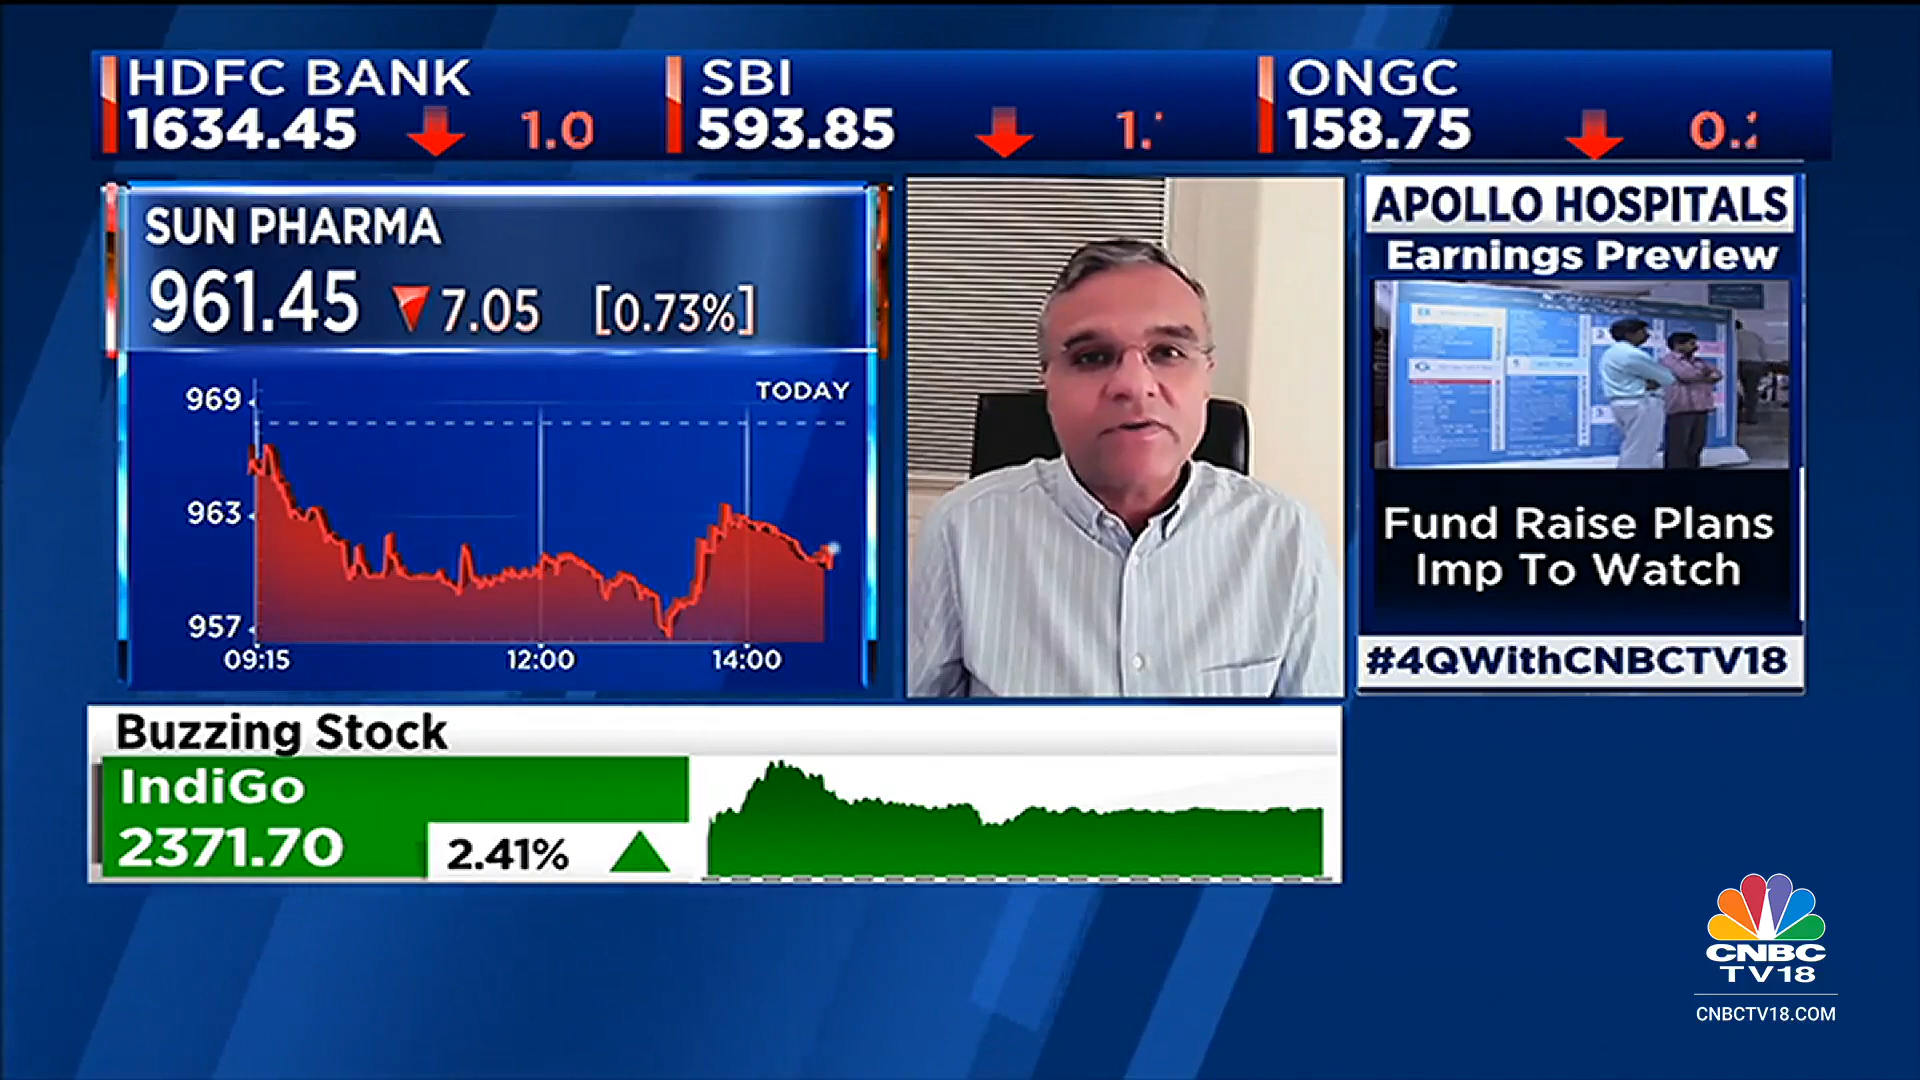 HDFC BANK
1634.45 1.0
SBI
593.85
ONGC
158.75
SUN PHARMA
961.45 7.05 [0.73%]
TODAY
969
963
957
09:15 12:00 14:00
APOLLO HOSPITALS
Earnings Preview
Fund Raise Plans
Imp To Watch
#4QWithCNBCTV18
Buzzing Stock
IndiGo
2371.70 2.41%
CNBC
TV18
CNBCTV18.COM